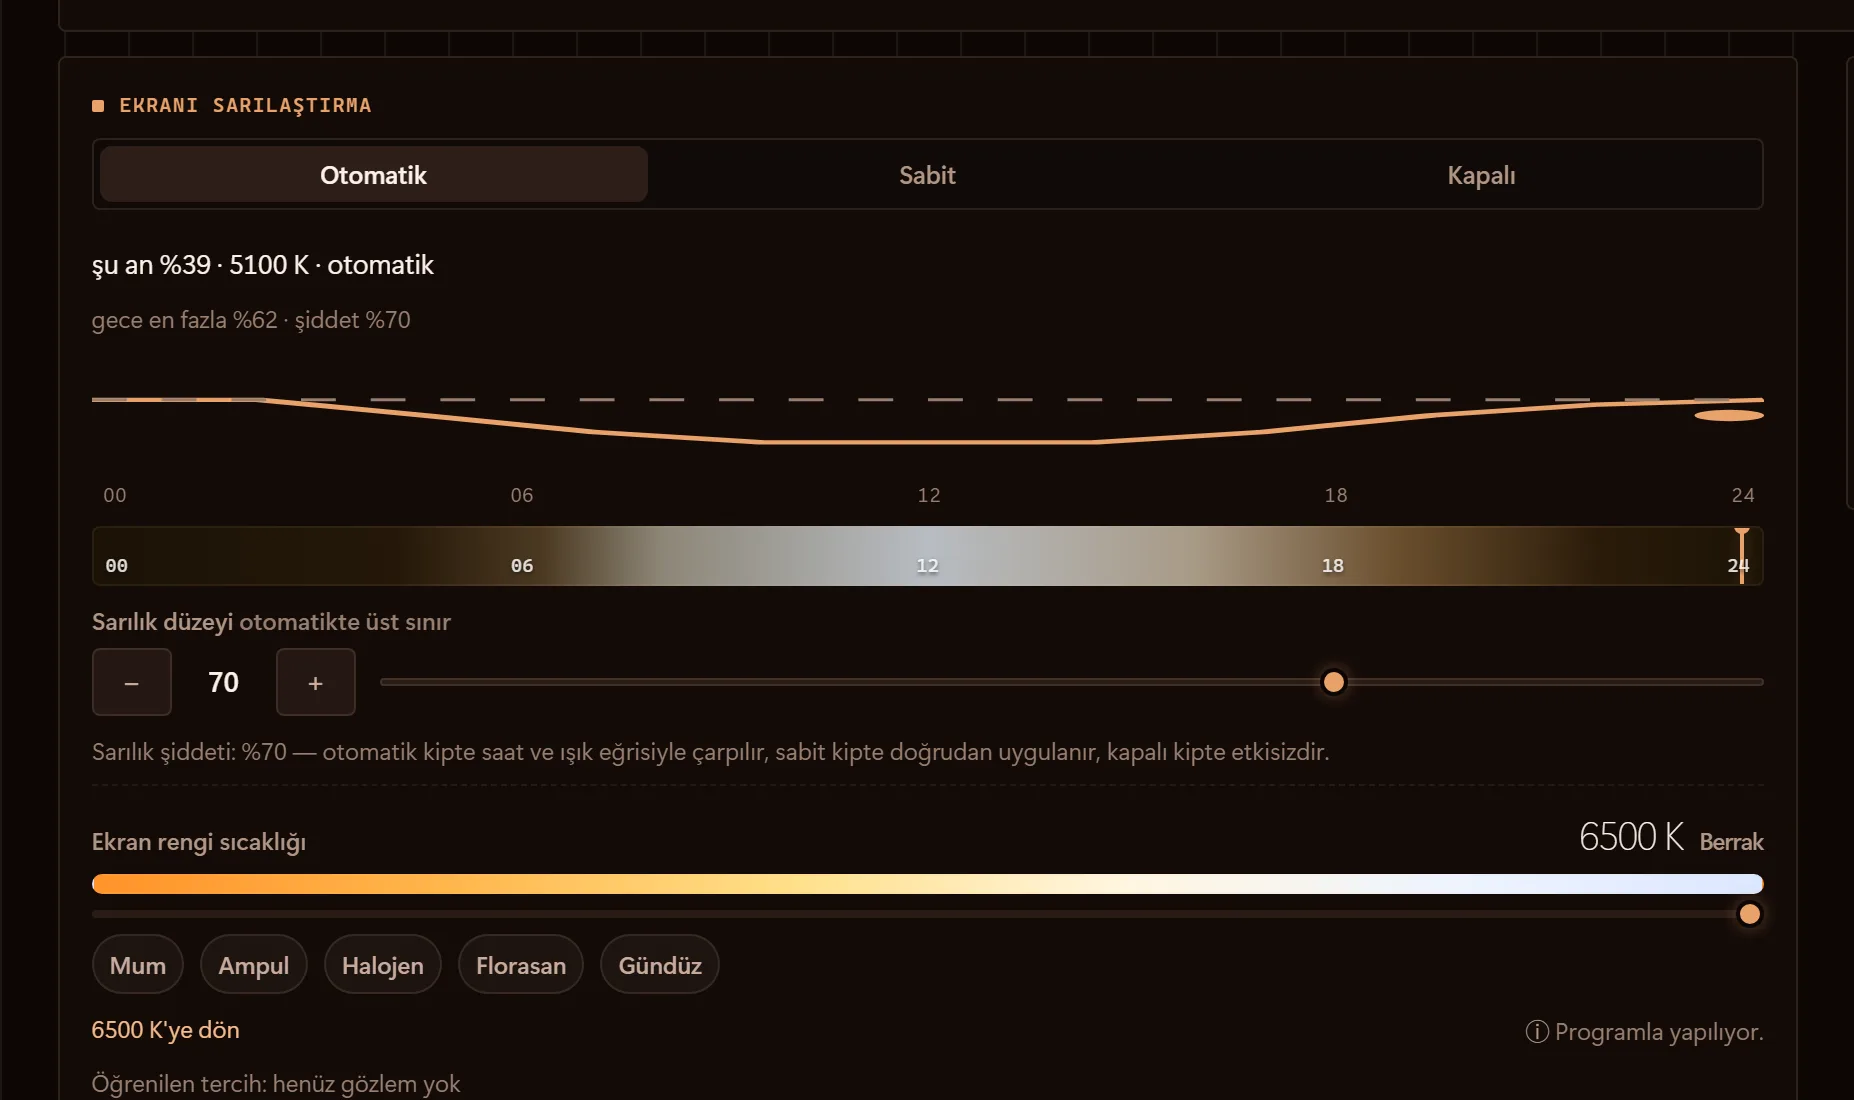 EKRANI SARILAŞTIRMA
Otomatik Sabit Kapalı
şu an %39 · 5100 K · otomatik
gece en fazla %62 · şiddet %70
00 06 12 18 24
00 06 12 18 24
Sarılık düzeyi otomatikte üst sınır
− 70 +
Sarılık şiddeti: %70 — otomatik kipte saat ve ışık eğrisiyle çarpılır, sabit kipte doğrudan uygulanır, kapalı kipte etkisizdir.
Ekran rengi sıcaklığı 6500 K Berrak
Mum Ampul Halojen Florasan Gündüz
6500 K'ye dön ⓘ Programla yapılıyor.
Öğrenilen tercih: henüz gözlem yok